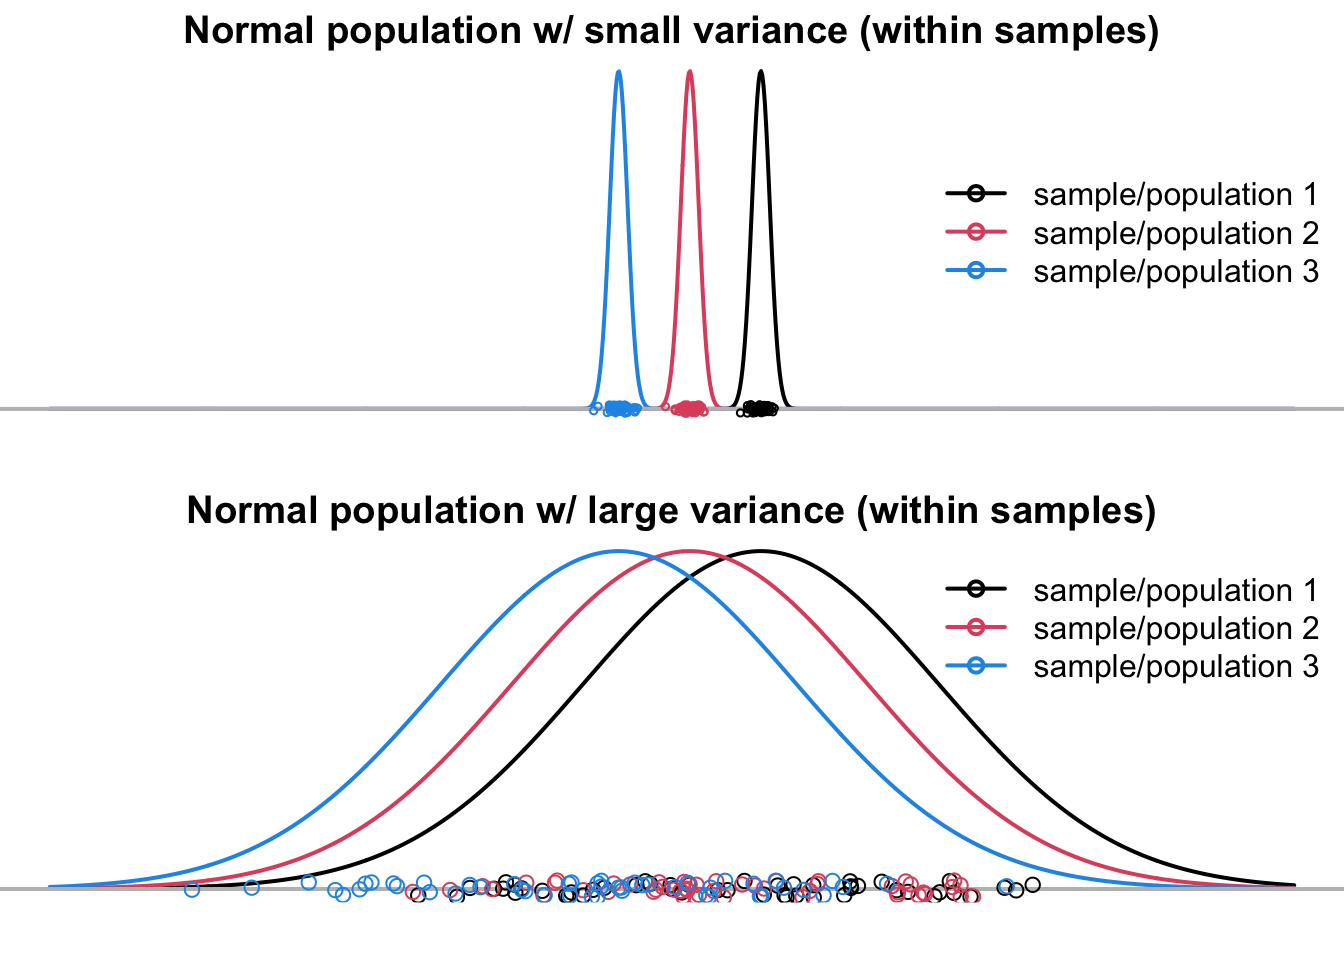 Normal population w/ small variance (within samples)
sample/population 1
sample/population 2
sample/population 3
Normal population w/ large variance (within samples)
sample/population 1
sample/population 2
sample/population 3